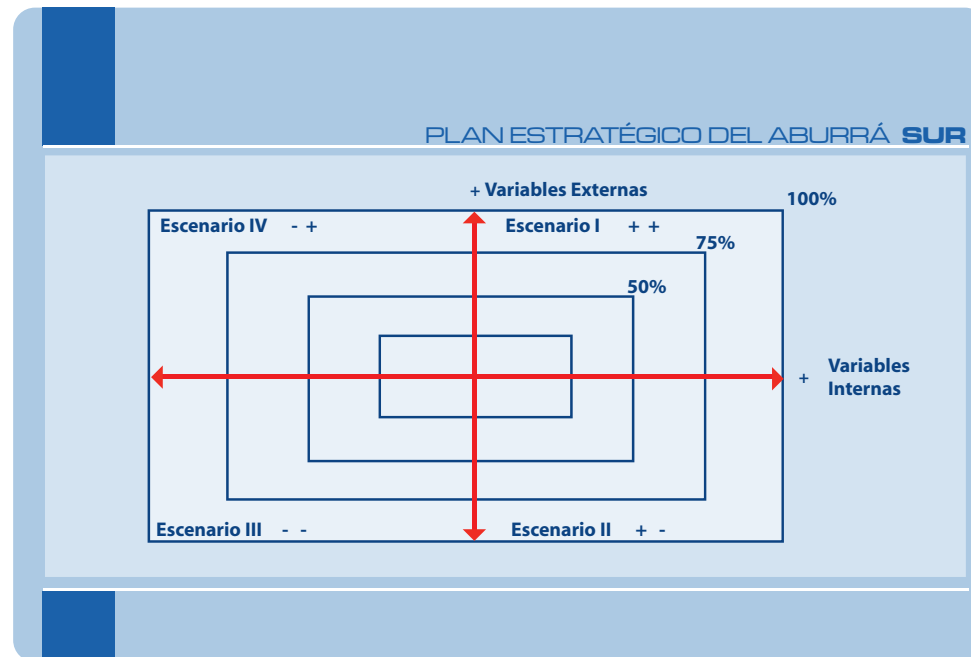 PLAN ESTRATÉGICO DEL ABURRÁ SUR
+ Variables Externas
100%
Escenario IV - +
Escenario I + +
75%
50%
+ Variables
Internas
Escenario III - -
Escenario II + -